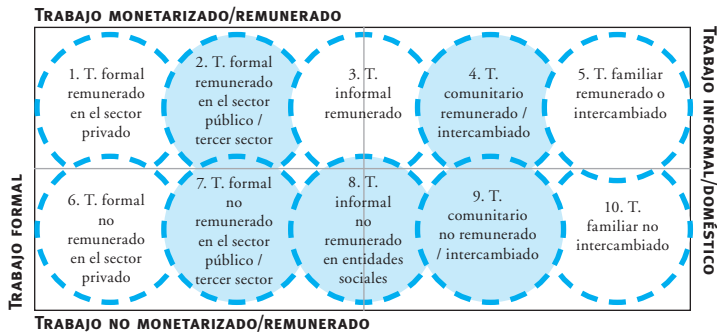 TRABAJO MONETARIZADO/REMUNERADO
1. T. formal
remunerado
en el sector
privado
2. T. formal
remunerado
en el sector
público /
tercer sector
3. T.
informal
remunerado
4. T.
comunitario
remunerado /
intercambiado
5. T. familiar
remunerado o
intercambiado
6. T. formal
no
remunerado
en el sector
privado
7. T. formal
no
remunerado
en el sector
público /
tercer sector
8. T.
informal
no
remunerado
en entidades
sociales
9. T.
comunitario
no remunerado
/ intercambiado
10. T.
familiar no
intercambiado
TRABAJO FORMAL
TRABAJO INFORMAL/DOMÉSTICO
TRABAJO NO MONETARIZADO/REMUNERADO